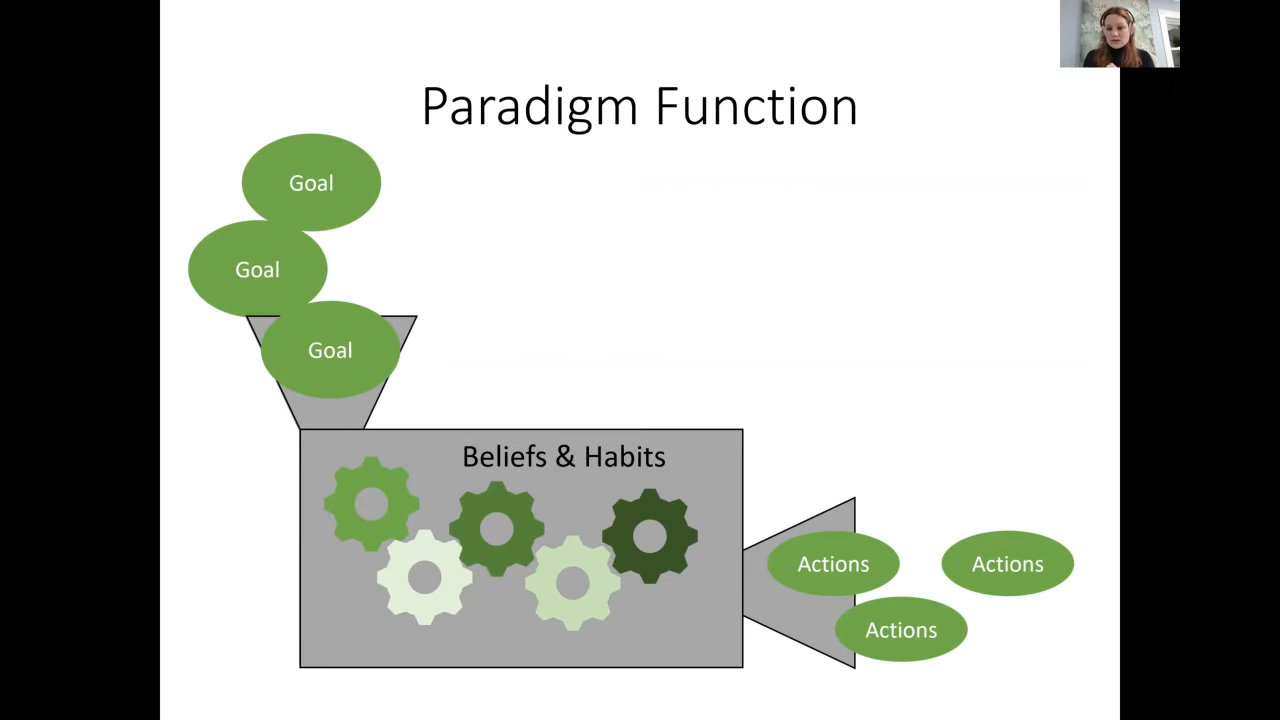 Paradigm Function
Goal
Goal
Goal
Beliefs & Habits
Actions
Actions
Actions